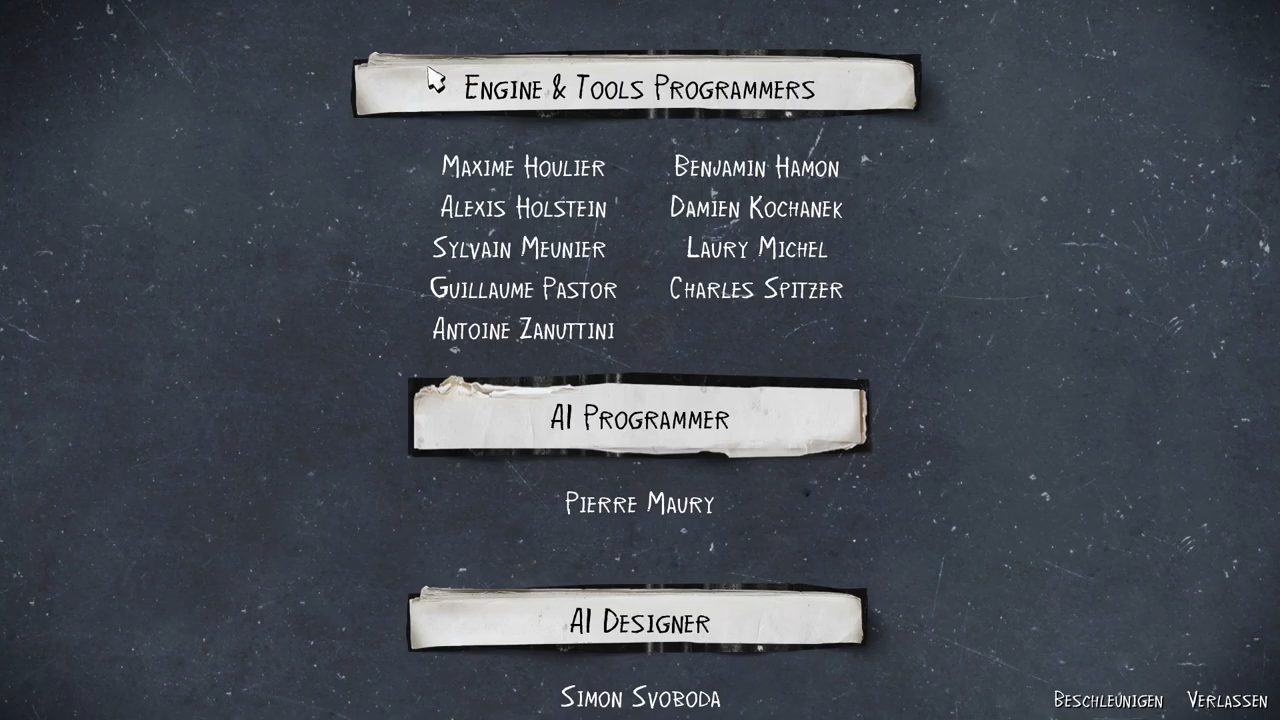 Engine & Tools Programmers
Maxime Houlier Benjamin Hamon
Alexis Holstein Damien Kochanek
Sylvain Meunier Laury Michel
Guillaume Pastor Charles Spitzer
Antoine Zanuttini
AI Programmer
Pierre Maury
AI Designer
Simon Svoboda
Beschleunigen Verlassen